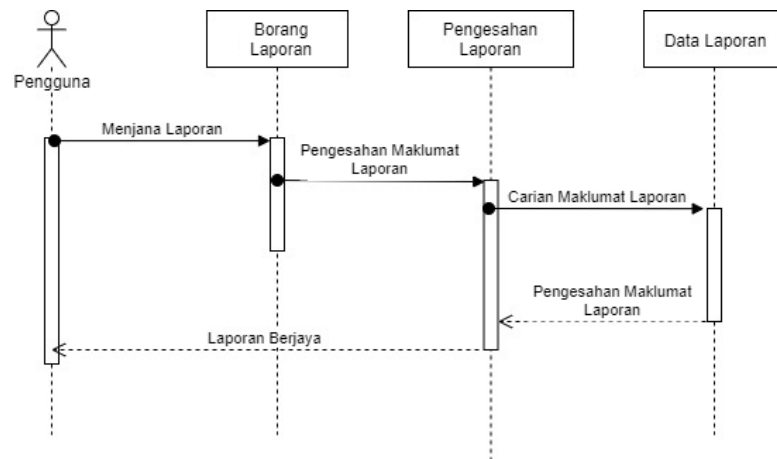 Pengguna
Borang
Laporan
Pengesahan
Laporan
Data Laporan
Menjana Laporan
Pengesahan Maklumat
Laporan
Carian Maklumat Laporan
Pengesahan Maklumat
Laporan
Laporan Berjaya